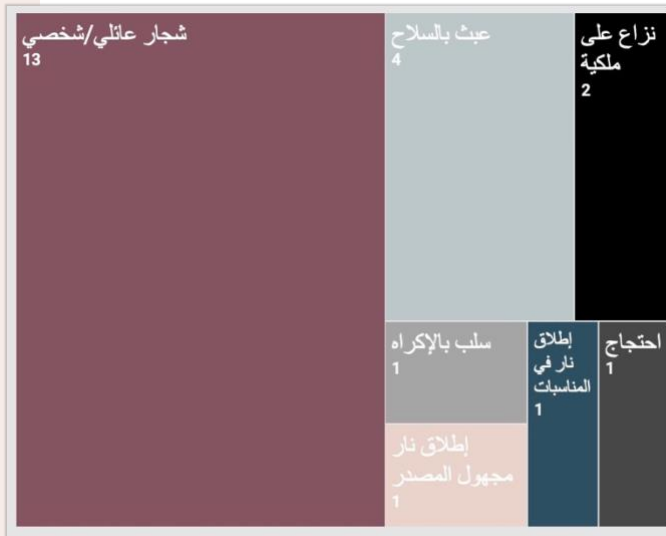 شجار عائلي/شخصي
13
عبث بالسلاح
4
نزاع على
ملكية
2
سلب بالإكراه
1
إطلاق نار
مجهول المصدر
1
إطلاق
نار في
المناسبات
1
احتجاج
1